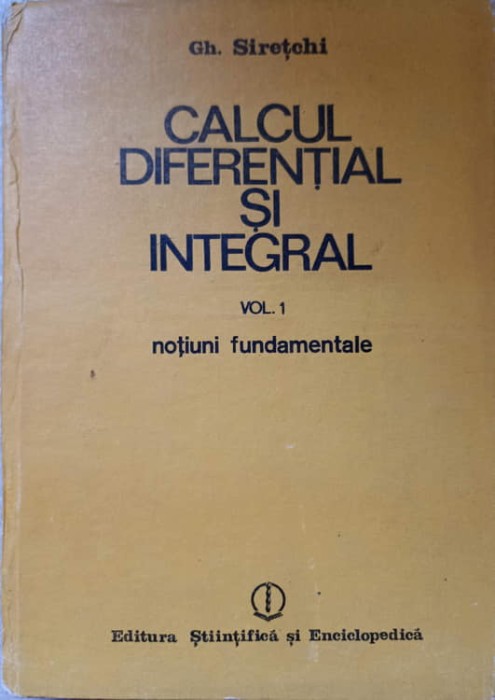 Gh. Sirețchi
CALCUL
DIFERENȚIAL
ȘI
INTEGRAL
VOL. 1
noțiuni fundamentale
Editura Științifică și Enciclopedică